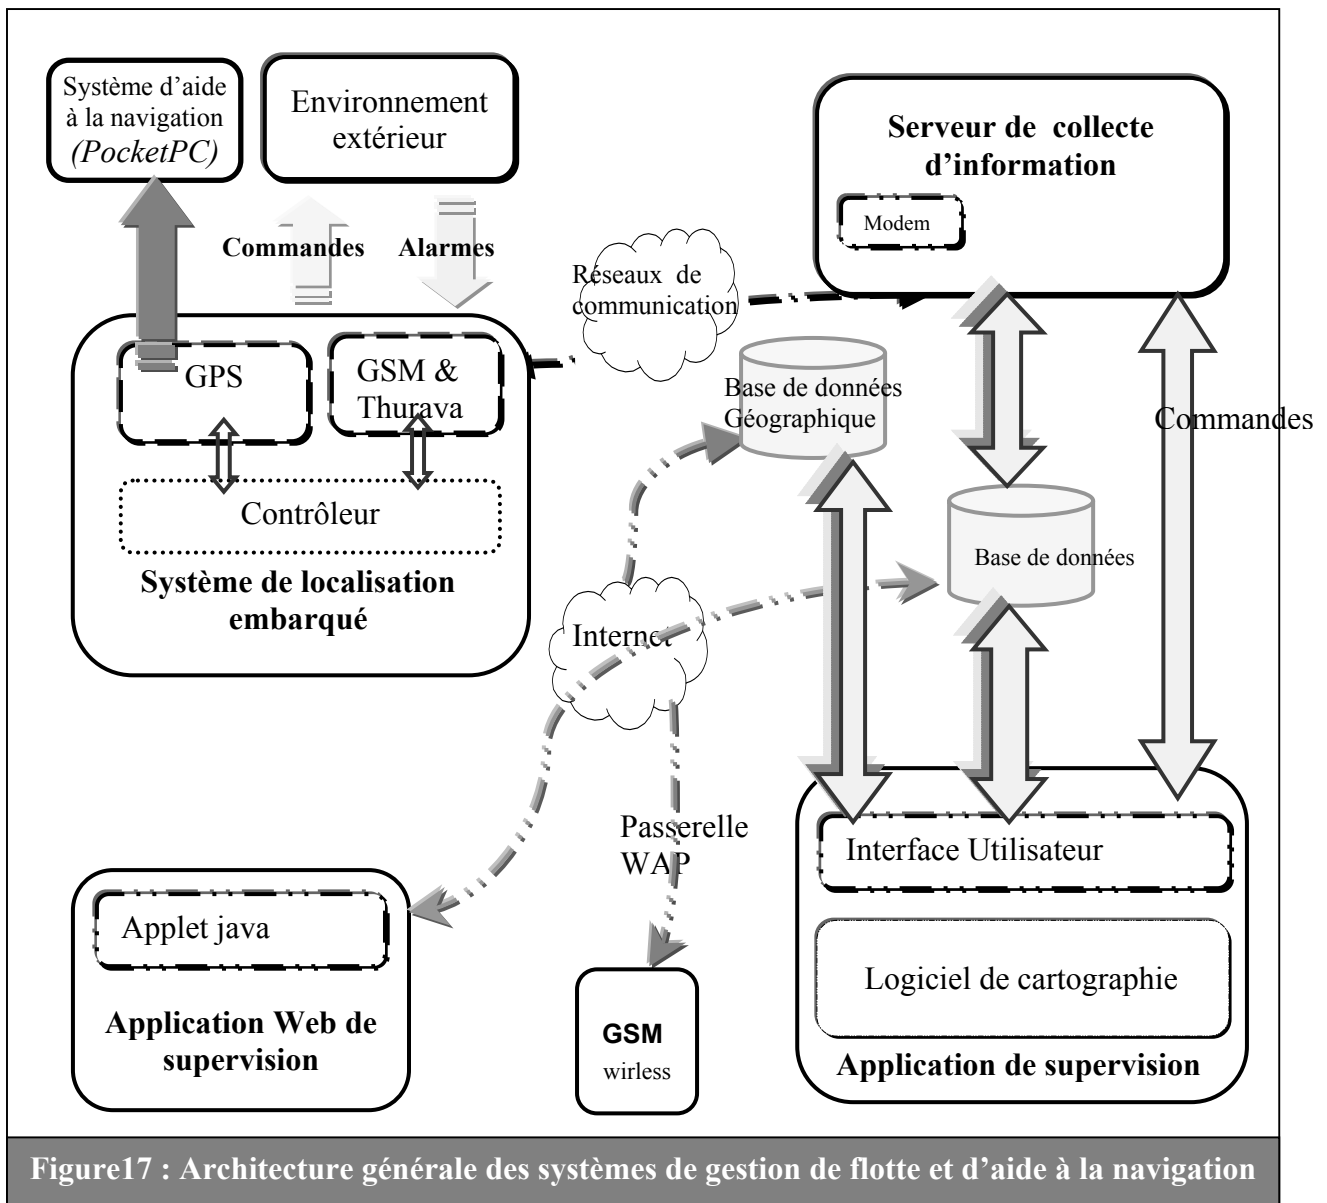 Système d’aide
à la navigation
(PocketPC)
Environnement
extérieur
Serveur de collecte
d’information
Modem
Commandes
Alarmes
Réseaux de
communication
GPS
GSM &
Thurava
Base de données
Géographique
Commandes
Contrôleur
Base de données
Système de localisation
embarqué
Internet
Passerelle
WAP
Interface Utilisateur
Applet java
Logiciel de cartographie
Application Web de
supervision
GSM
wirless
Application de supervision
Figure17 : Architecture générale des systèmes de gestion de flotte et d’aide à la navigation